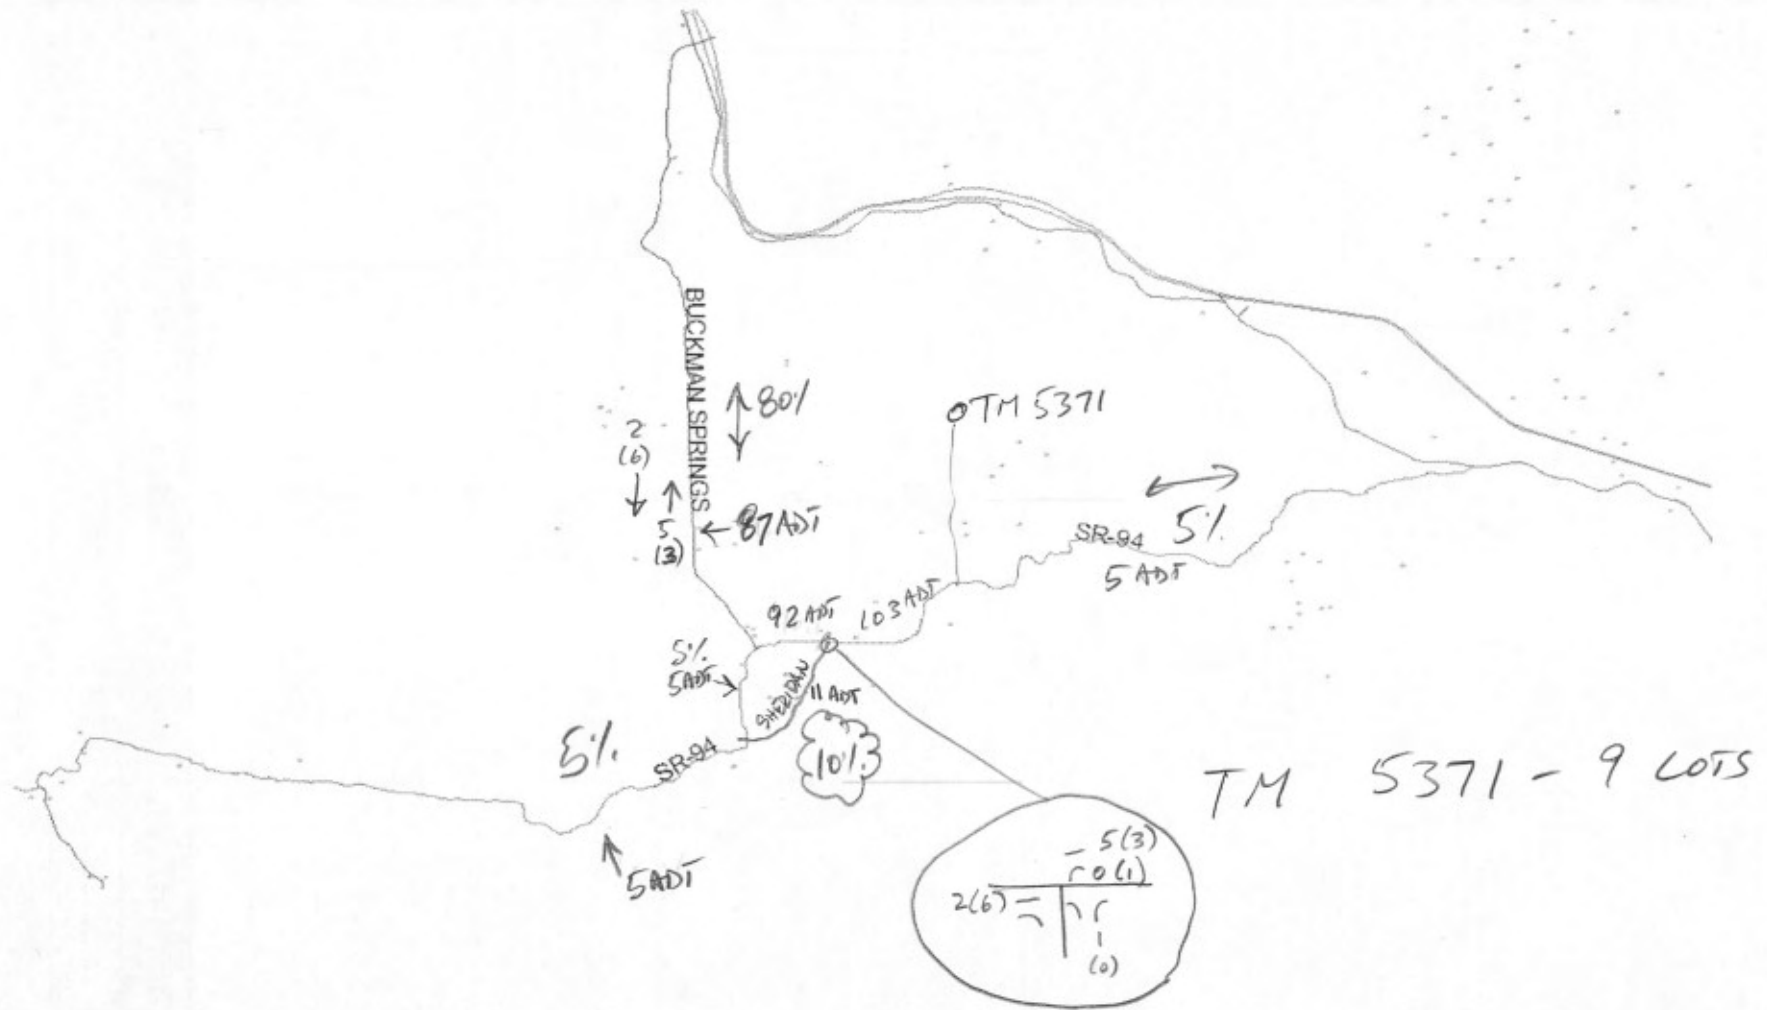 BUCKMAN SPRINGS
80%
TM 5371
2
(6)
5
(3)
87 ADT
5%
SR-94
5 ADT
92 ADT
103 ADT
5%
5 ADT
SHERIDAN
11 ADT
10%
5%
SR-94
5 ADT
TM 5371 - 9 LOTS
5(3)
0(1)
2(6)
1
(0)